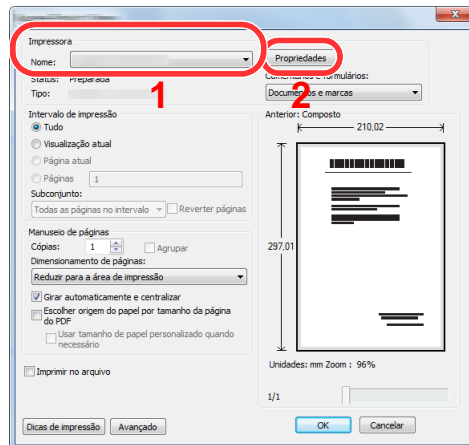 Impressora
Nome:
Propriedades
1
2
Status: Preparada
Comentários e formulários:
Tipo:
Documentos e marcas
Intervalo de impressão
Tudo
Visualização atual
Página atual
Páginas 1
Subconjunto:
Todas as páginas no intervalo Reverter páginas
Manuseio de páginas
Cópias: 1 Agrupar
Dimensionamento de páginas:
Reduzir para a área de impressão
Girar automaticamente e centralizar
Escolher origem do papel por tamanho da página
do PDF
Usar tamanho de papel personalizado quando
necessário
Imprimir no arquivo
Anterior: Composto
210,02
297,01
Unidades: mm Zoom : 96%
1/1
Dicas de impressão Avançado OK Cancelar